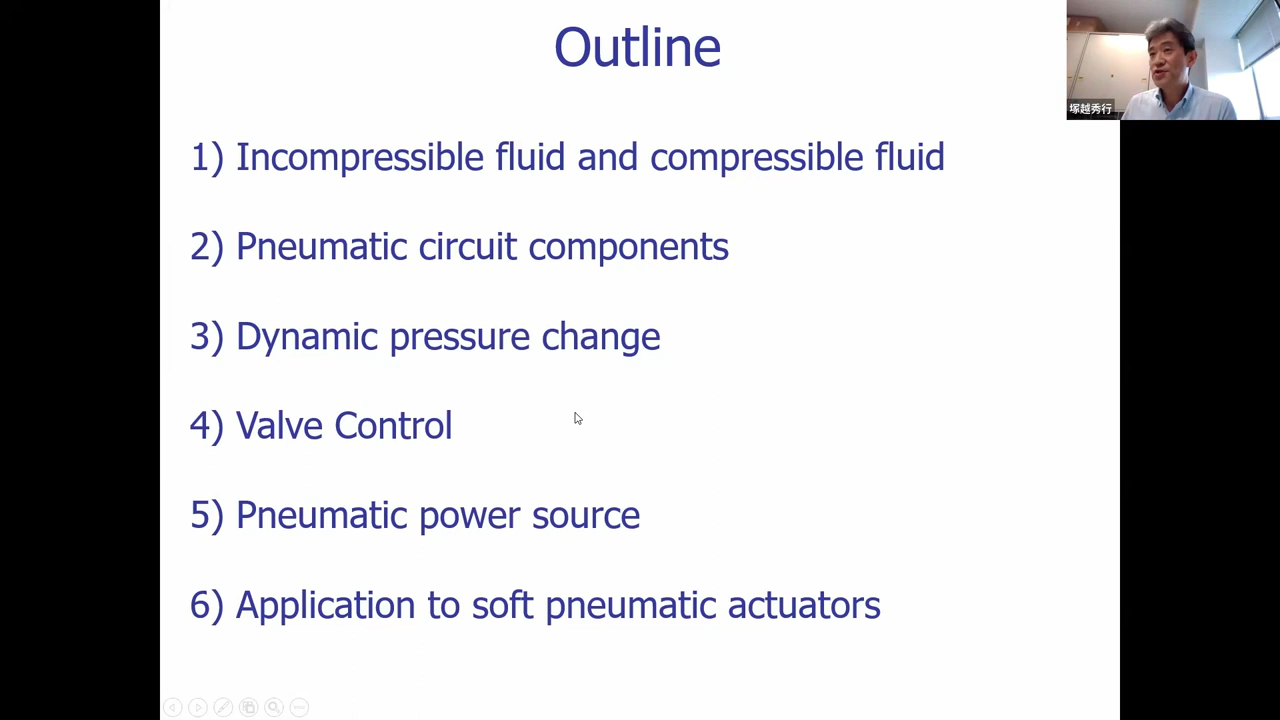 Outline
塚越秀行
1) Incompressible fluid and compressible fluid
2) Pneumatic circuit components
3) Dynamic pressure change
4) Valve Control
5) Pneumatic power source
6) Application to soft pneumatic actuators